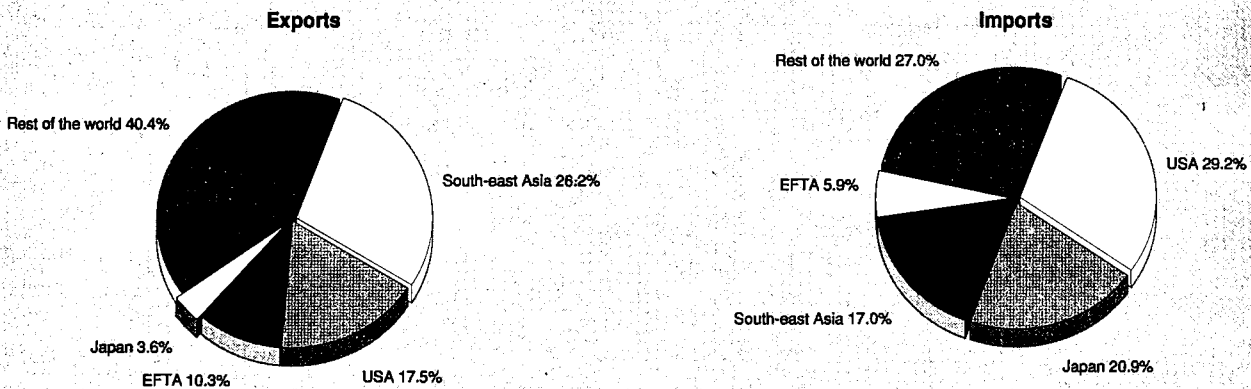 Exports
Rest of the world 40.4%
South-east Asia 26.2%
Japan 3.6%
EFTA 10.3%
USA 17.5%
Imports
Rest of the world 27.0%
USA 29.2%
EFTA 5.9%
South-east Asia 17.0%
Japan 20.9%